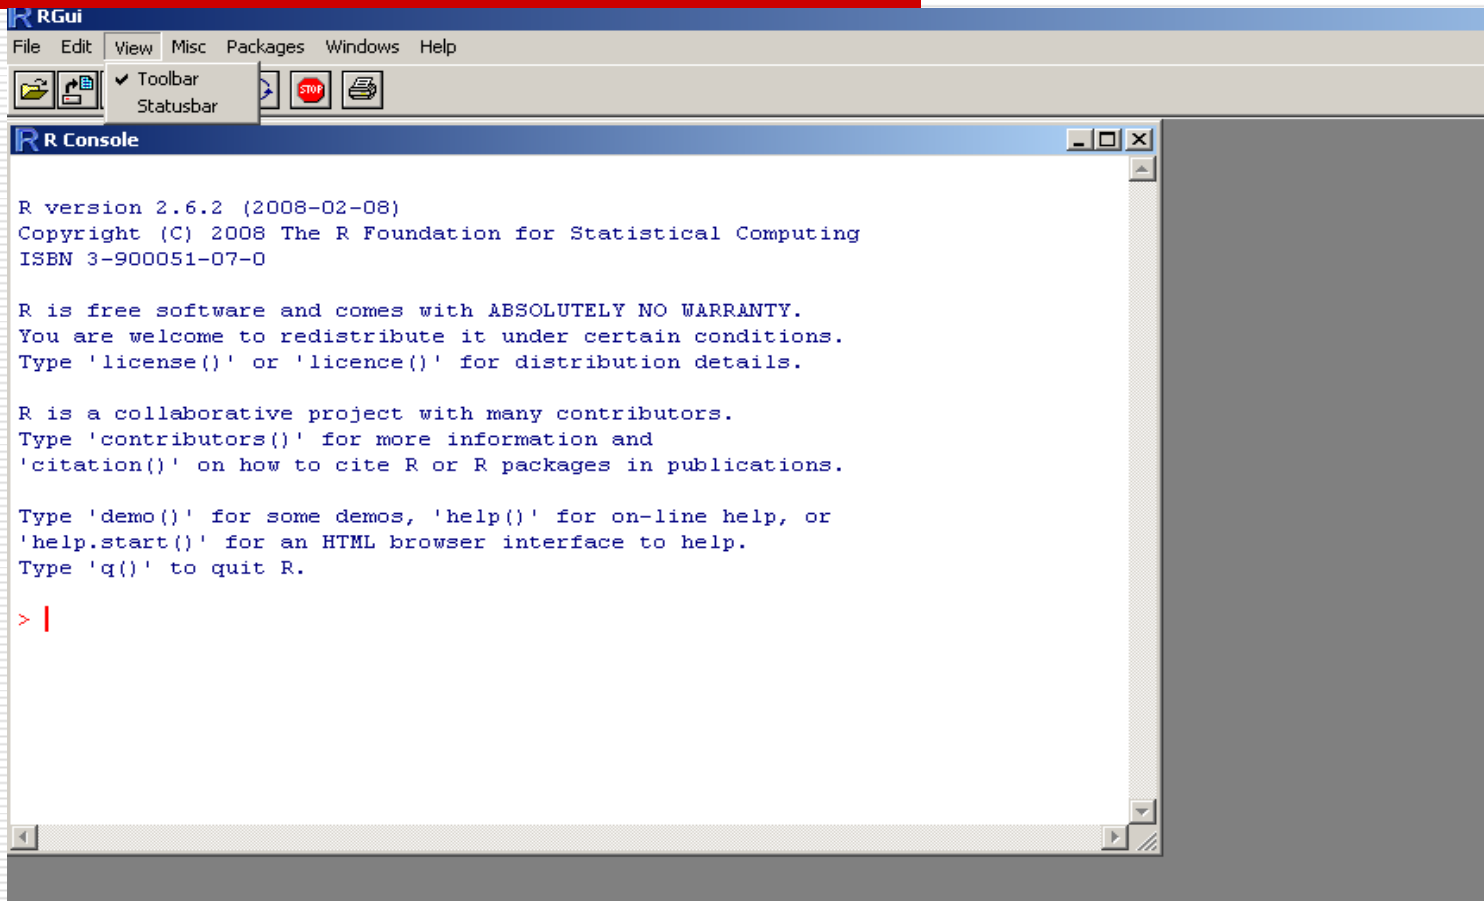 RGui
File Edit View Misc Packages Windows Help
Toolbar
STOP
Statusbar
R Console
R version 2.6.2 (2008-02-08)
Copyright (C) 2008 The R Foundation for Statistical Computing
ISBN 3-900051-07-0
R is free software and comes with ABSOLUTELY NO WARRANTY.
You are welcome to redistribute it under certain conditions.
Type 'license()' or 'licence()' for distribution details.
R is a collaborative project with many contributors.
Type 'contributors()' for more information and
'citation()' on how to cite R or R packages in publications.
Type 'demo()' for some demos, 'help()' for on-line help, or
'help.start()' for an HTML browser interface to help.
Type 'q()' to quit R.
>